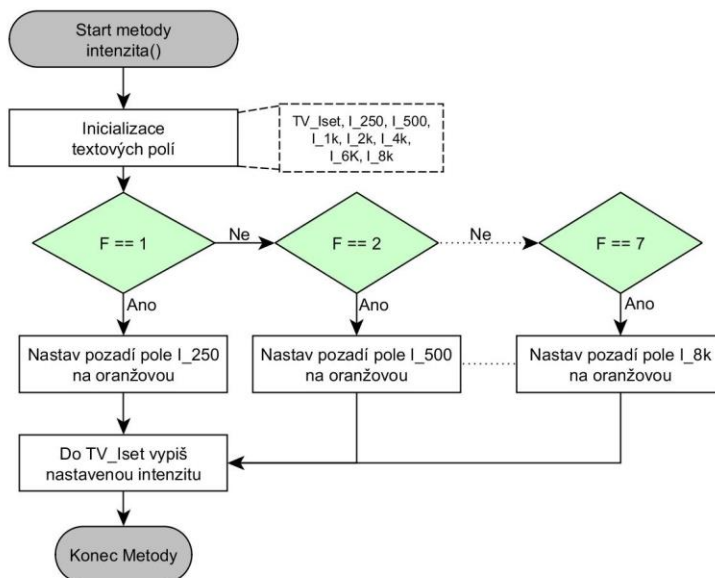 Start metody
intenzita()
Inicializace
textových polí
TV_Iset, I_250, I_500,
I_1k, I_2k, I_4k,
I_6K, I_8k
F == 1
Ne
F == 2
Ne
F == 7
Ano
Ano
Ano
Nastav pozadí pole I_250
na oranžovou
Nastav pozadí pole I_500
na oranžovou
Nastav pozadí pole I_8k
na oranžovou
Do TV_Iset vypiš
nastavenou intenzitu
Konec Metody